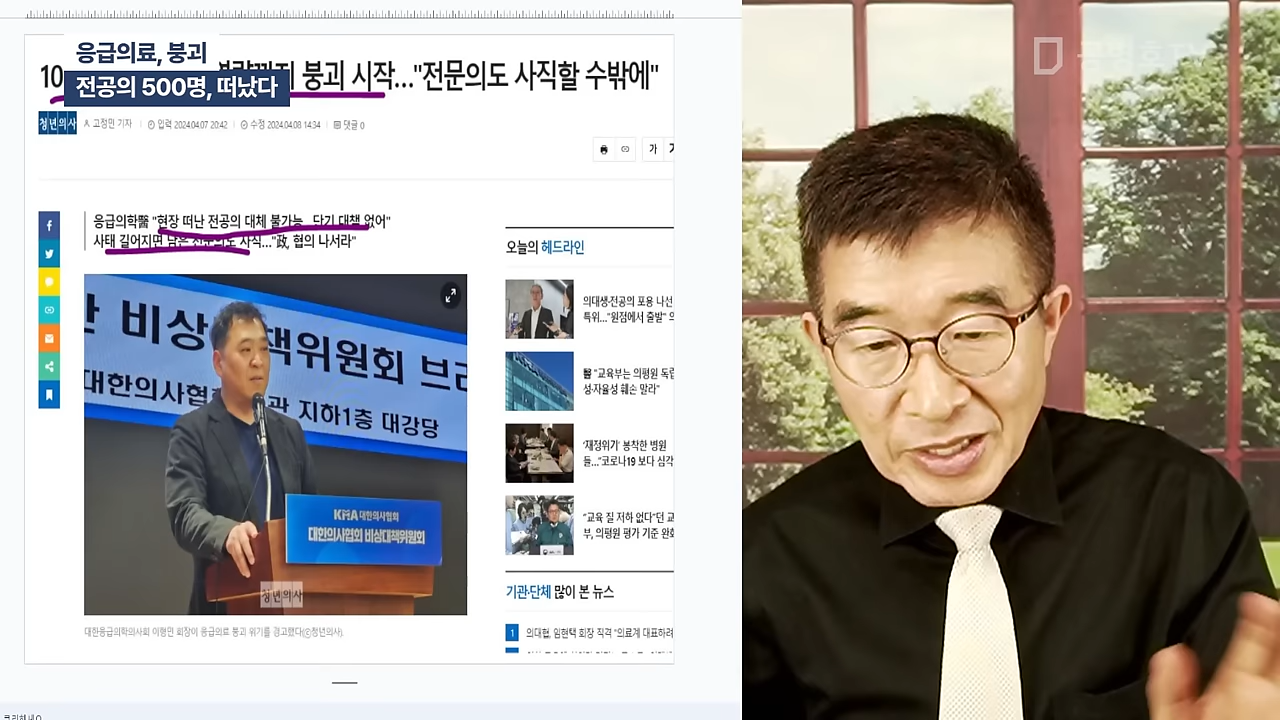 응급의료, 붕괴
전공의 500명, 떠났다
10 붕괴 시작..."전문의도 사직할 수밖에"
청년의사 고정민 기자 입력 2024.04.07 20:42 수정 2024.04.08 14:34 댓글 0
가
응급의학醫 "현장 떠난 전공의 대체 불가능…단기 대책 없어"
사태 길어지면 남은 전문의도 사직…"政, 협의 나서라"
오늘의 헤드라인
의대생·전공의 포용 나선
특위…"원점에서 출발" 의
醫 "교육부는 의평원 독립
성·자율성 훼손 말라"
'재정위기' 봉착한 병원
들…"코로나19 보다 심각
"교육 질 저하 없다"던 교
부, 의평원 평가 기준 완화
비상대책위원회 브리
대한의사협회 지하1층 대강당
KMA 대한의사협회
대한의사협회 비상대책위원회
청년의사
대한응급의학의사회 이형민 회장이 응급의료 붕괴 위기를 경고했다(ⓒ청년의사).
기관·단체 많이 본 뉴스
1 의대협, 임현택 회장 직격 "의료계 대표하려